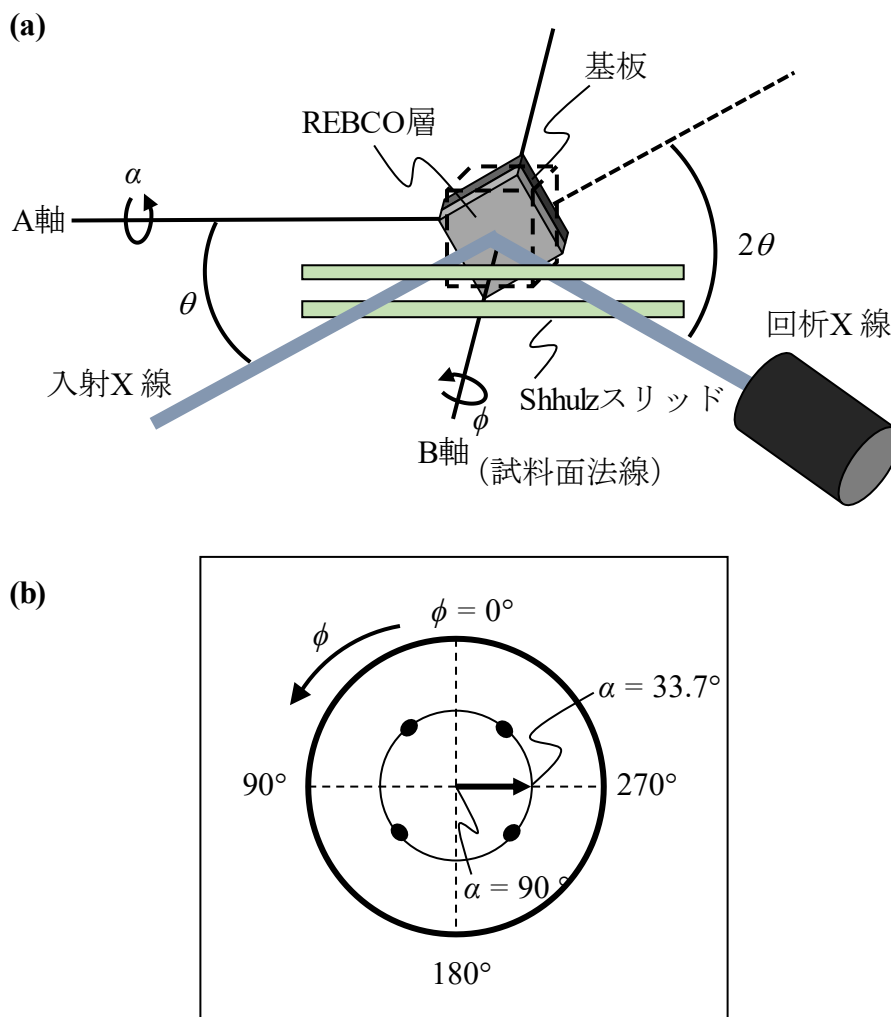 (a)
基板
REBCO層
α
A軸
2θ
θ
回折X 線
入射X 線
Shhulzスリッド
ϕ
B軸
（試料面法線）
(b)
ϕ = 0°
ϕ
α = 33.7°
90°
270°
α = 90 °
180°